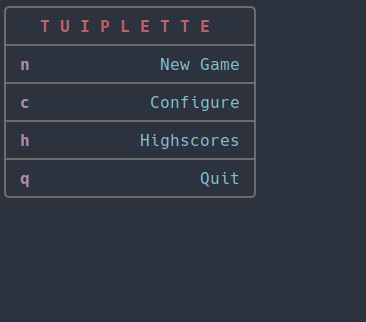 T U I P L E T T E
n New Game
c Configure
h Highscores
q Quit